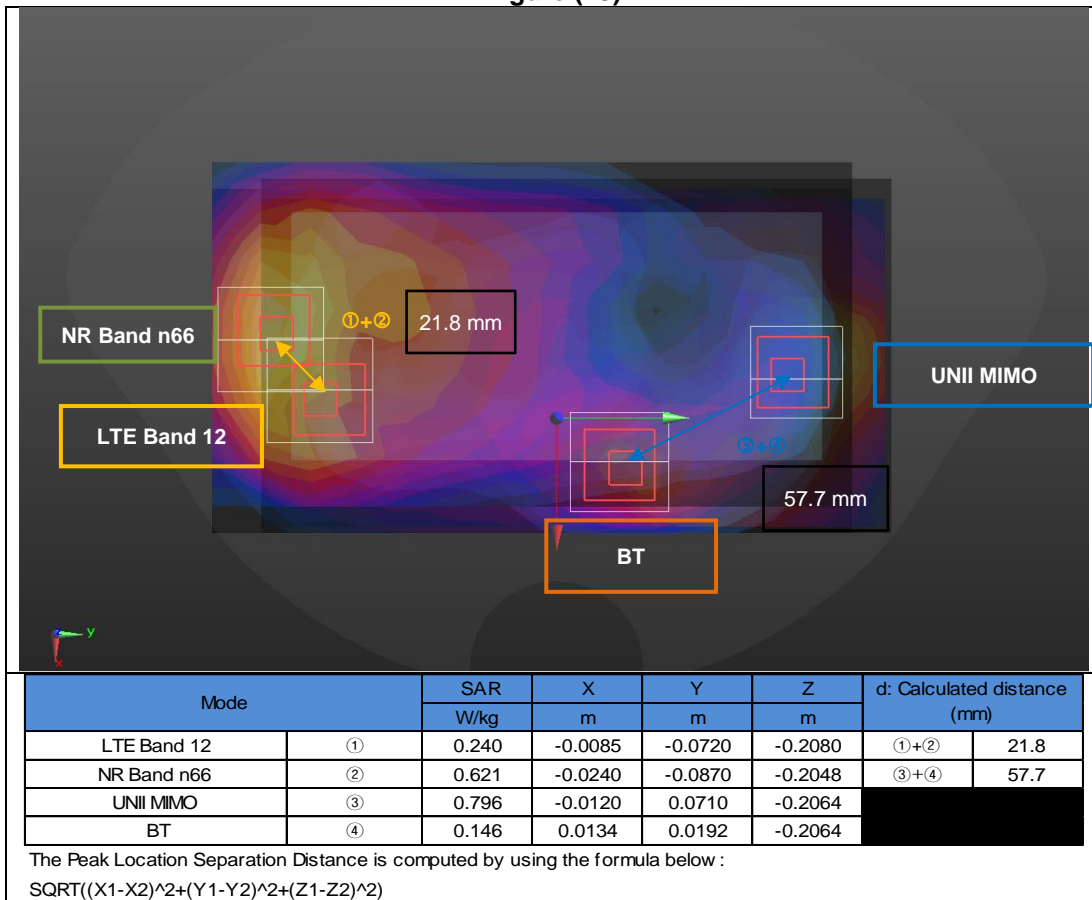 NR Band n66
①+②
21.8 mm
UNII MIMO
LTE Band 12
③+④
57.7 mm
BT
y
x
Mode SAR X Y Z d: Calculated distance (mm)
W/kg m m m
LTE Band 12 ① 0.240 -0.0085 -0.0720 -0.2080 ①+② 21.8
NR Band n66 ② 0.621 -0.0240 -0.0870 -0.2048 ③+④ 57.7
UNII MIMO ③ 0.796 -0.0120 0.0710 -0.2064
BT ④ 0.146 0.0134 0.0192 -0.2064
The Peak Location Separation Distance is computed by using the formula below :
SQRT((X1-X2)^2+(Y1-Y2)^2+(Z1-Z2)^2)